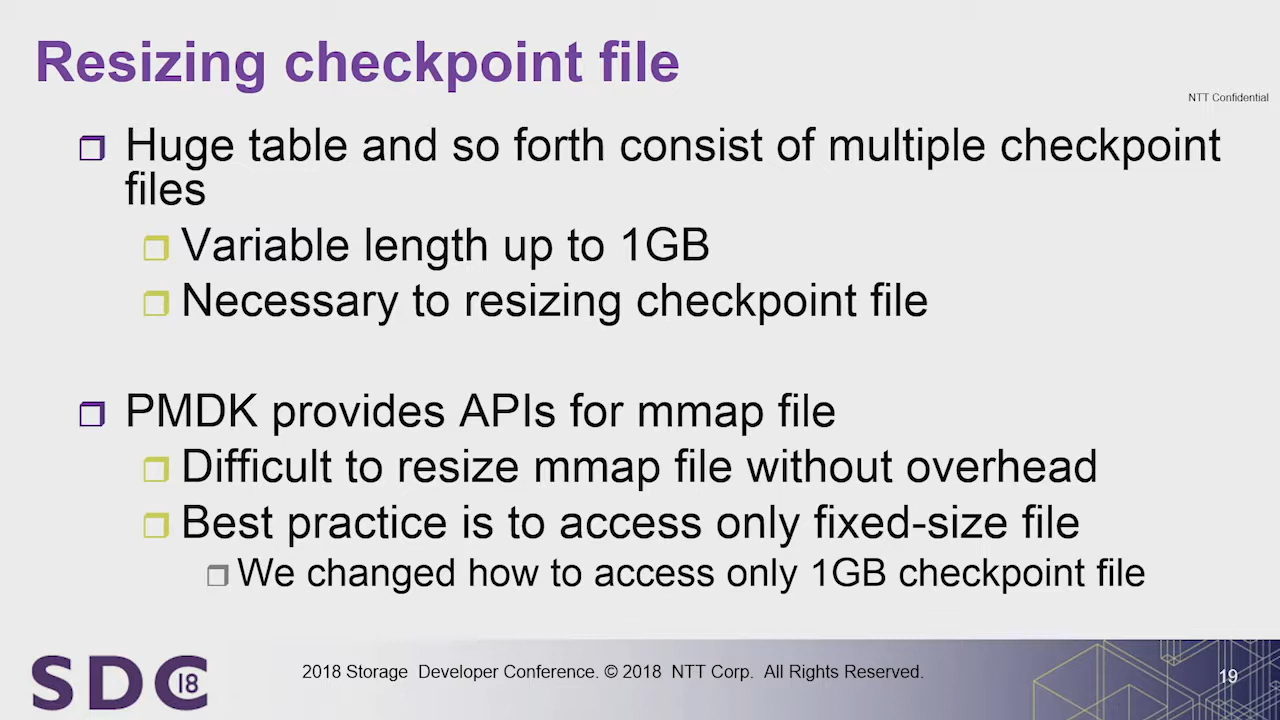 Resizing checkpoint file
NTT Confidential
Huge table and so forth consist of multiple checkpoint
files
Variable length up to 1GB
Necessary to resizing checkpoint file
PMDK provides APIs for mmap file
Difficult to resize mmap file without overhead
Best practice is to access only fixed-size file
We changed how to access only 1GB checkpoint file
SDC 18
2018 Storage Developer Conference. © 2018 NTT Corp. All Rights Reserved.
19